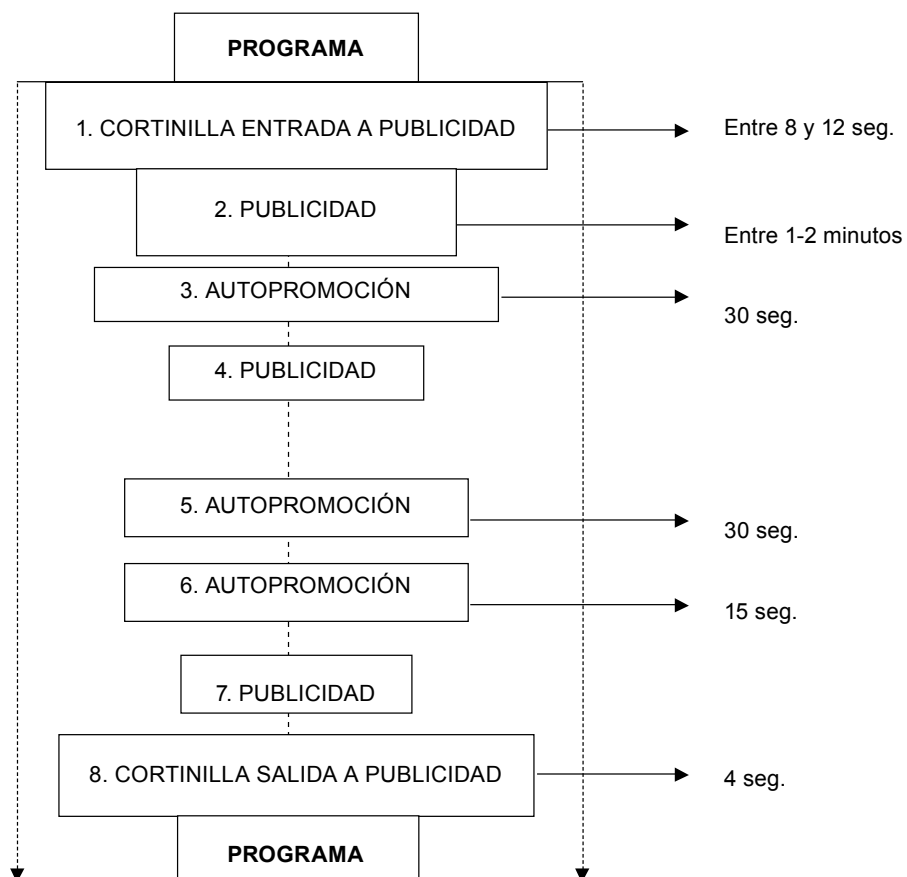 PROGRAMA
1. CORTINILLA ENTRADA A PUBLICIDAD
Entre 8 y 12 seg.
2. PUBLICIDAD
Entre 1-2 minutos
3. AUTOPROMOCIÓN
30 seg.
4. PUBLICIDAD
5. AUTOPROMOCIÓN
30 seg.
6. AUTOPROMOCIÓN
15 seg.
7. PUBLICIDAD
8. CORTINILLA SALIDA A PUBLICIDAD
4 seg.
PROGRAMA